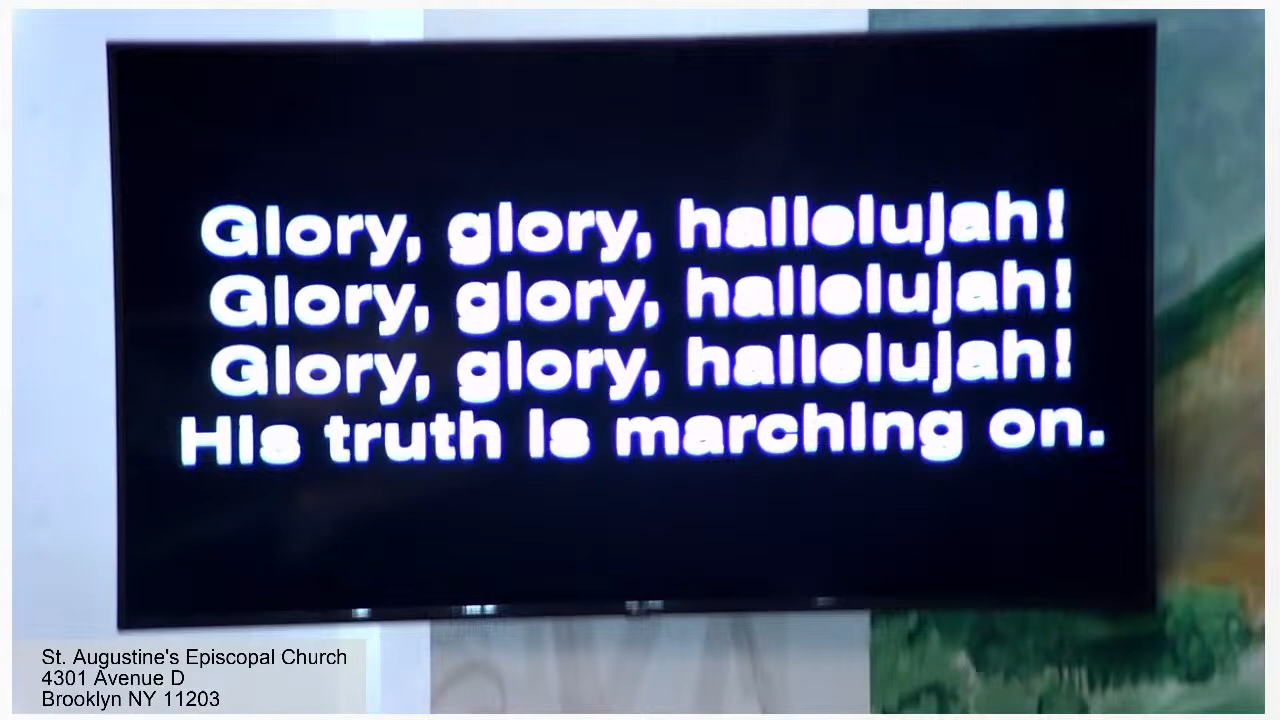 Glory, glory, hallelujah!
Glory, glory, hallelujah!
Glory, glory, hallelujah!
His truth is marching on.
St. Augustine's Episcopal Church
4301 Avenue D
Brooklyn NY 11203